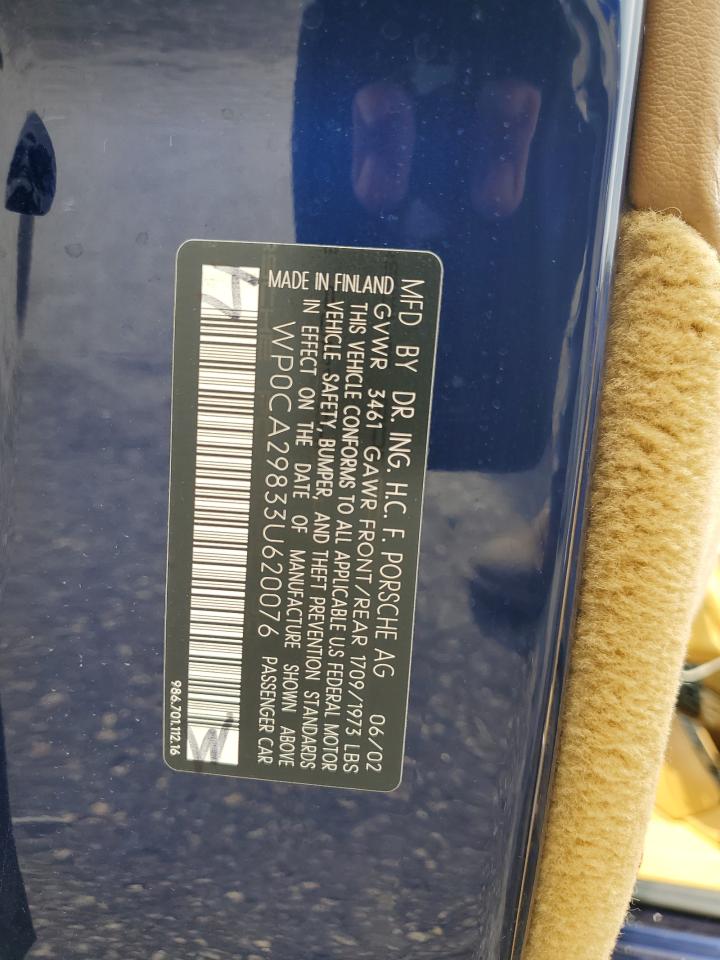 MFD BY DR. ING. H.C. F. PORSCHE AG 06/02
GVWR 3461 GAWR FRONT/REAR 1709/1973 LBS
THIS VEHICLE CONFORMS TO ALL APPLICABLE US FEDERAL MOTOR
VEHICLE SAFETY, BUMPER, AND THEFT PREVENTION STANDARDS
IN EFFECT ON THE DATE OF MANUFACTURE SHOWN ABOVE
MADE IN FINLAND WP0CA29833U620076 PASSENGER CAR
986.701.112.16